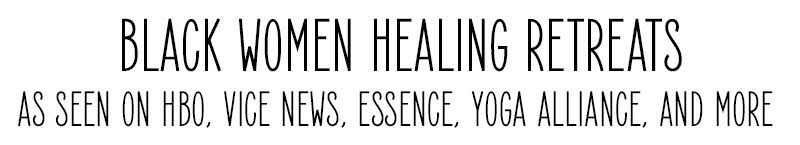 BLACK WOMEN HEALING RETREATS
AS SEEN ON HBO, VICE NEWS, ESSENCE, YOGA ALLIANCE, AND MORE